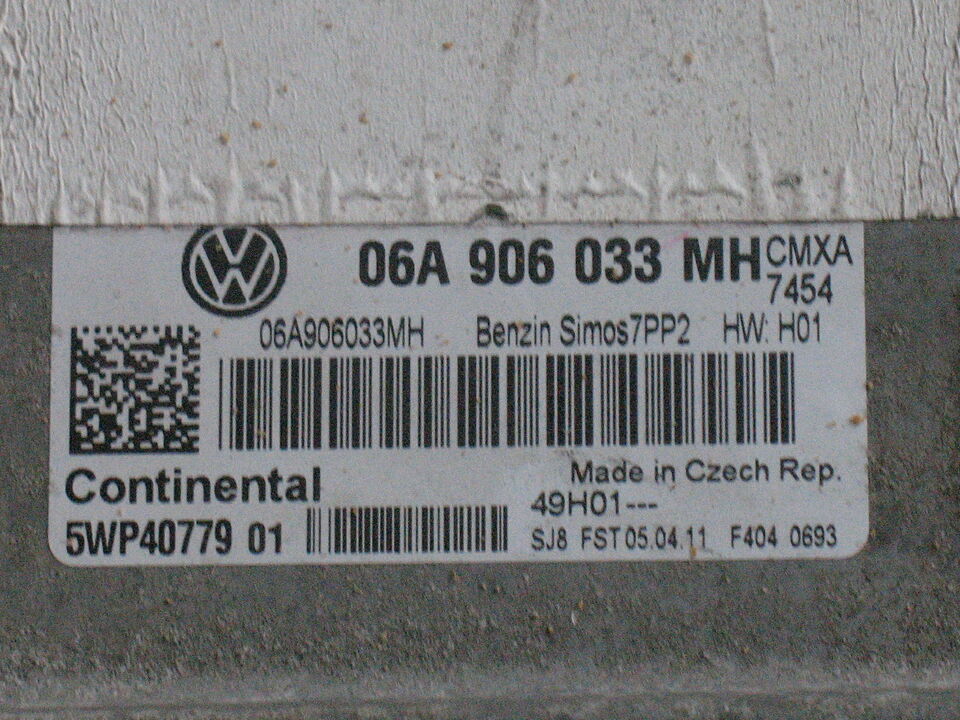 VW
06A 906 033 MH CMXA
7454
06A906033MH Benzin Simos7PP2 HW: H01
Continental Made in Czech Rep.
49H01---
5WP40779 01 SJ8 FST 05.04.11 F404 0693